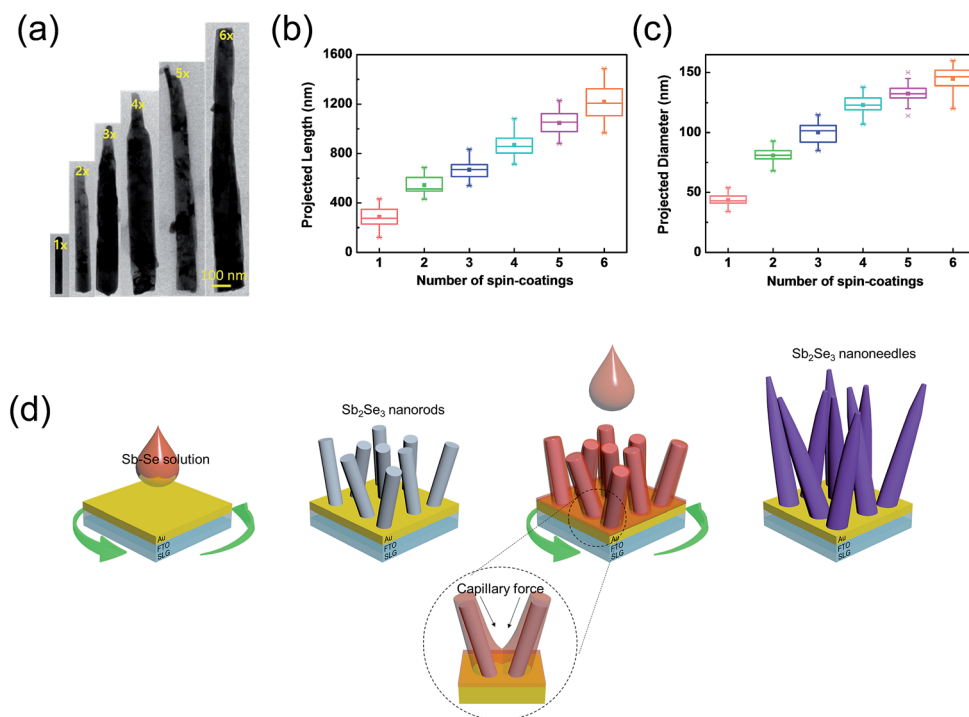 (a)
1x
2x
3x
4x
5x
6x
100 nm
(b)
Projected Length (nm)
1600
1200
800
400
0
1 2 3 4 5 6
Number of spin-coatings
(c)
Projected Diameter (nm)
150
100
50
0
1 2 3 4 5 6
Number of spin-coatings
(d)
Sb-Se solution
Au
FTO
SLG
Sb₂Se₃ nanorods
Au
FTO
SLG
Au
FTO
SLG
Capillary force
Sb₂Se₃ nanoneedles
Au
FTO
SLG